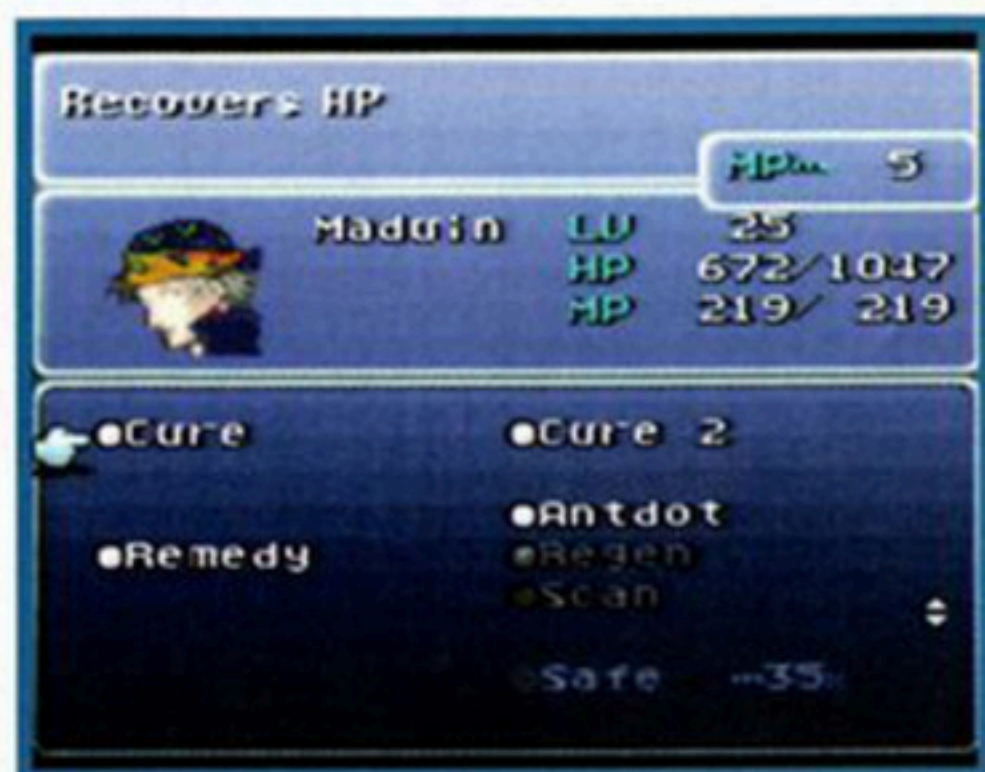 Recovers HP
MP… 5
Maduin LV 25
HP 672/1047
MP 219/ 219
Cure Cure 2
Antdot
Remedy Regen
Scan
Safe …35%